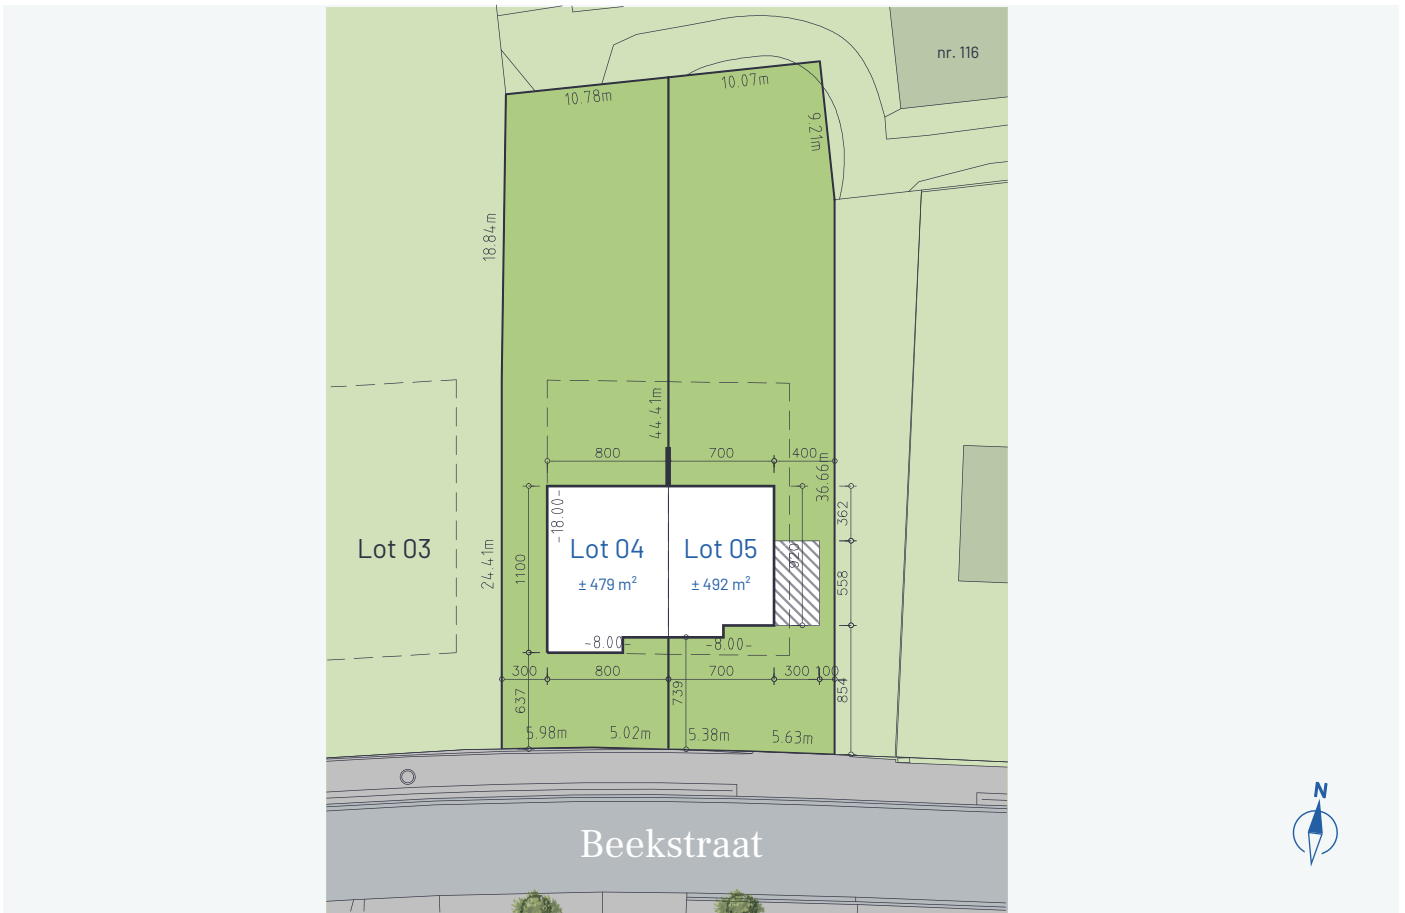 nr. 116
10.78m
10.07m
9.21m
18.84m
44.41m
800
700
400
36.66m
-18.00-
362
Lot 03
Lot 04
Lot 05
± 479 m²
± 492 m²
24.41m
1100
920
558
-8.00-
-8.00-
300
800
700
300
100
637
739
854
5.98m
5.02m
5.38m
5.63m
N
Beekstraat